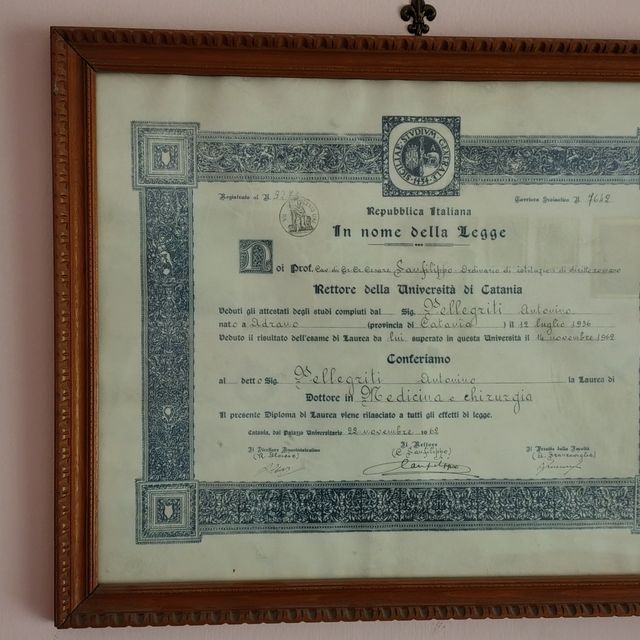 SICILIAE STVDIVM GENERALE 1434
Registrato al N.
Carriera Scolastica N. 7642
Repubblica Italiana
In nome della Legge
Noi Prof. Cav. di Gr. Cr. Cesare Sanfilippo Ordinario di istituzioni di diritto romano
Rettore della Università di Catania
Veduti gli attestati degli studi compiuti dal Sig. Pellegriti Antonino
nato a Adrano (provincia di Catania) il 12 luglio 1936
Veduto il risultato dell'esame di Laurea da lui superato in questa Università il 14 novembre 1962
Conferiamo
al detto Sig. Pellegriti Antonino la Laurea di
Dottore in Medicina e chirurgia
Il presente Diploma di Laurea viene rilasciato a tutti gli effetti di legge.
Catania, dal Palazzo Universitario 22 novembre 1962
Il Direttore Amministrativo Il Rettore Il Preside della Facoltà
(C. Sanfilippo)
Sanfilippo